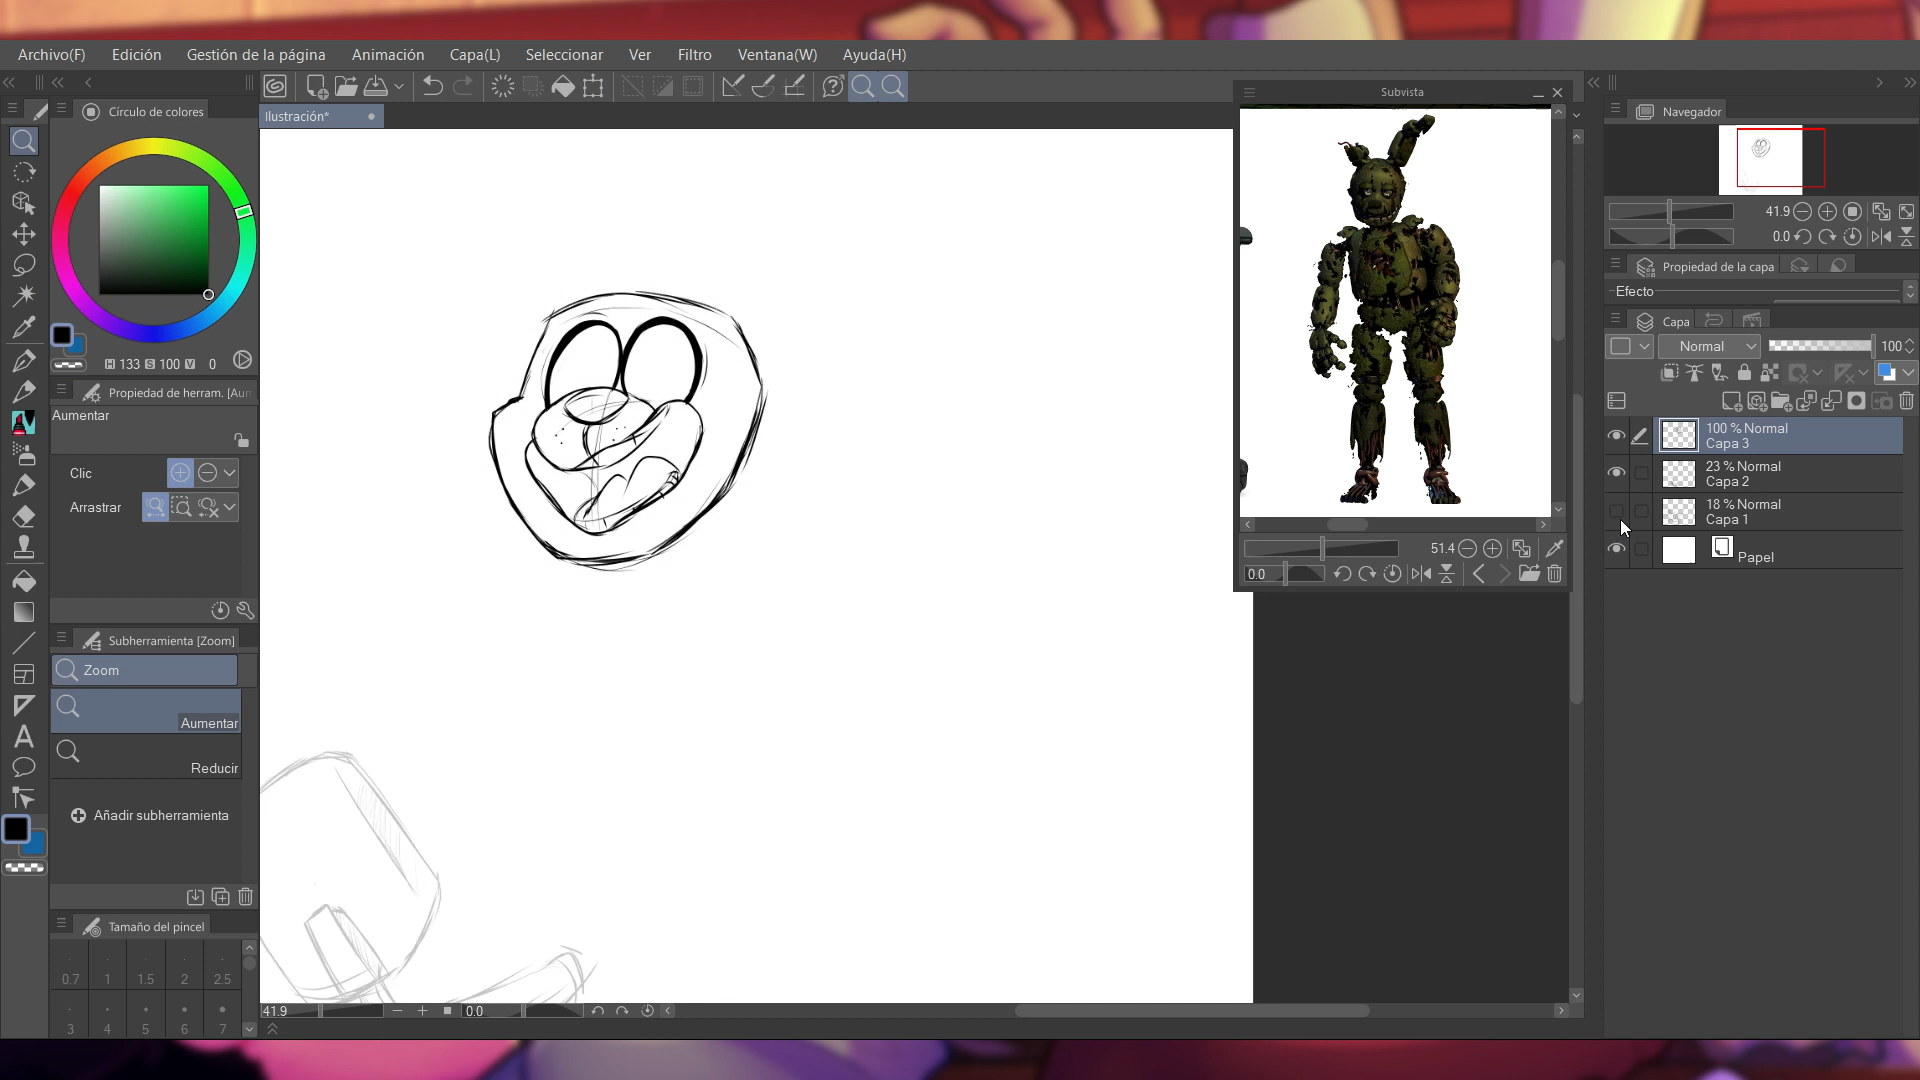 Archivo(F) Edición Gestión de la página Animación Capa(L) Seleccionar Ver Filtro Ventana(W) Ayuda(H)
Círculo de colores
Ilustración*
Subvista
Navegador
41.9
0.0
Propiedad de la capa
Efecto
Capa
Normal 100
H 133 S 100 V 0
Propiedad de herram. [Aum
Aumentar
Clic
Arrastrar
100 % Normal
Capa 3
23 % Normal
Capa 2
18 % Normal
Capa 1
Papel
51.4
0.0
Subherramienta [Zoom]
Zoom
Aumentar
Reducir
Añadir subherramienta
Tamaño del pincel
0.7 1 1.5 2 2.5
3 4 5 6 7
41.9 0.0